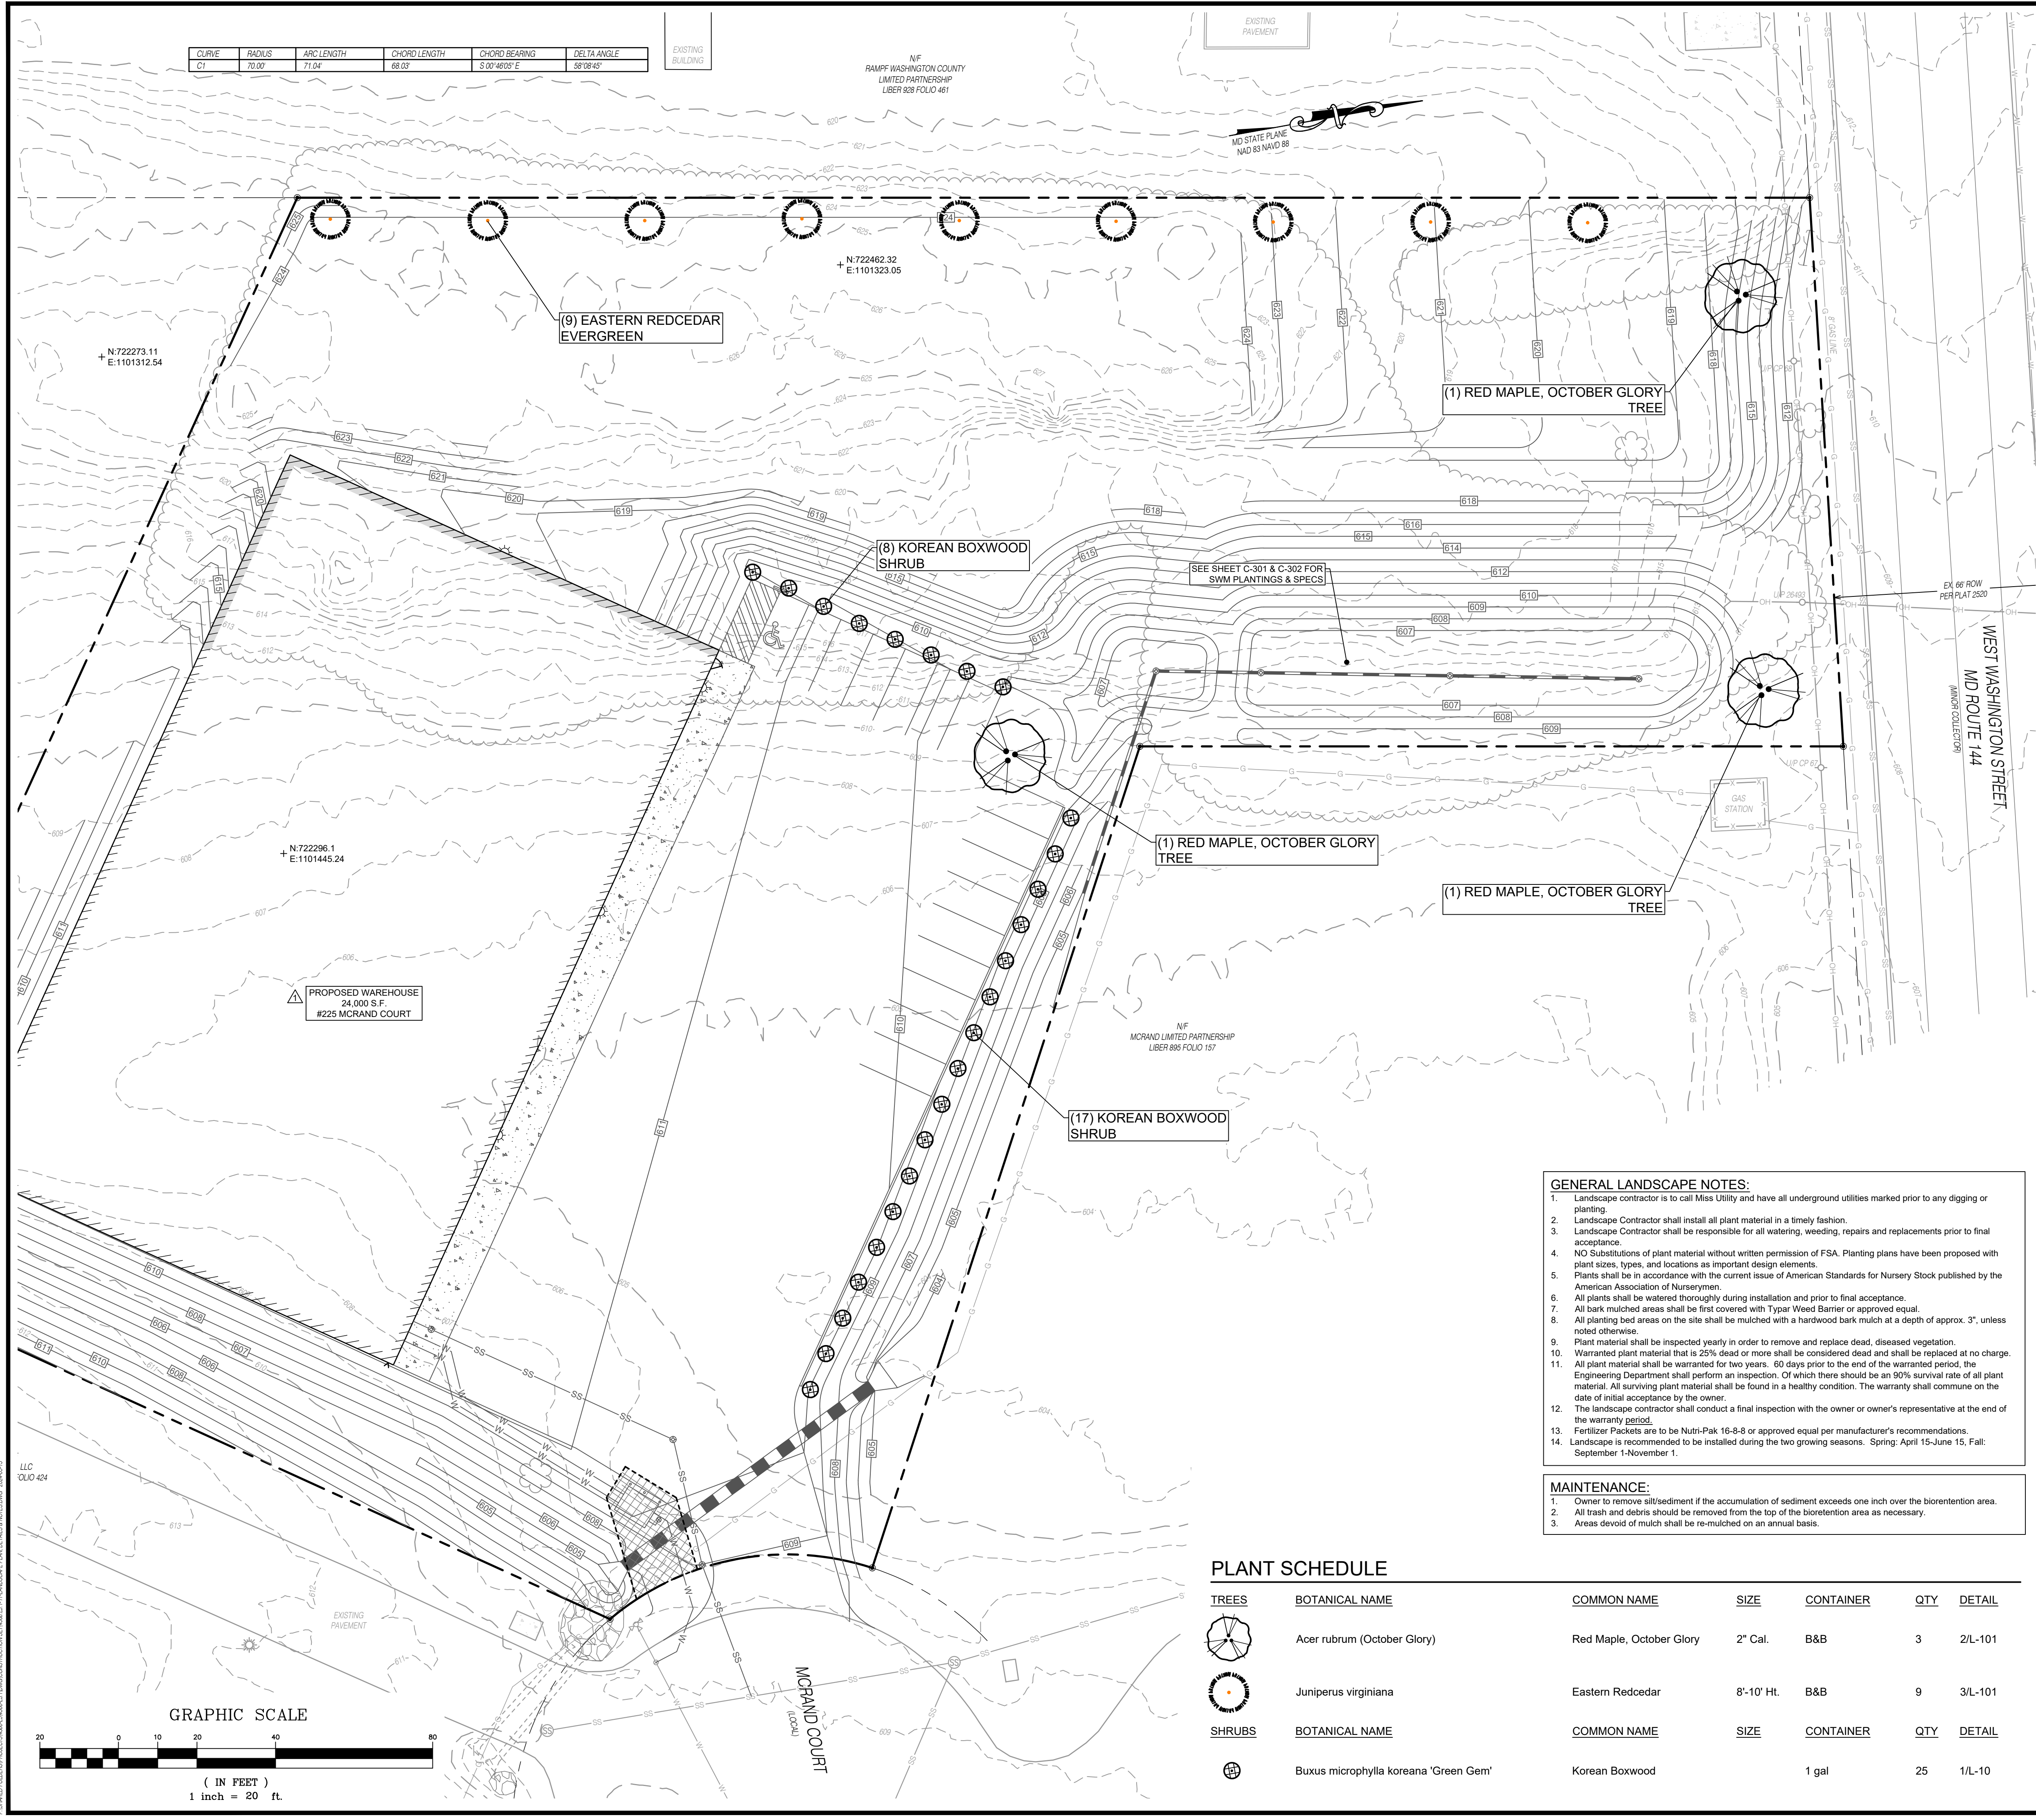 CURVE RADIUS ARC LENGTH CHORD LENGTH CHORD BEARING DELTA ANGLE
C1 70.00' 71.04' 68.03' S 00°46'05" E 58°08'45"
EXISTING
BUILDING
N/F
RAMPF WASHINGTON COUNTY
LIMITED PARTNERSHIP
LIBER 928 FOLIO 461
EXISTING
PAVEMENT
MD STATE PLANE
NAD 83 NAVD 88
N:722462.32
E:1101323.05
(9) EASTERN REDCEDAR
EVERGREEN
N:722273.11
E:1101312.54
(1) RED MAPLE, OCTOBER GLORY
TREE
8" GAS LINE
(8) KOREAN BOXWOOD
SHRUB
SEE SHEET C-301 & C-302 FOR
SWM PLANTINGS & SPECS
U/P 26493
EX. 66' ROW
PER PLAT 2520
WEST WASHINGTON STREET
MD ROUTE 144
(MINOR COLLECTOR)
U/P CP 67
GAS
STATION
(1) RED MAPLE, OCTOBER GLORY
TREE
(1) RED MAPLE, OCTOBER GLORY
TREE
N:722296.1
E:1101445.24
PROPOSED WAREHOUSE
24,000 S.F.
#225 MCRAND COURT
1
N/F
MCRAND LIMITED PARTNERSHIP
LIBER 895 FOLIO 157
(17) KOREAN BOXWOOD
SHRUB
GENERAL LANDSCAPE NOTES:
1. Landscape contractor is to call Miss Utility and have all underground utilities marked prior to any digging or
planting.
2. Landscape Contractor shall install all plant material in a timely fashion.
3. Landscape Contractor shall be responsible for all watering, weeding, repairs and replacements prior to final
acceptance.
4. NO Substitutions of plant material without written permission of FSA. Planting plans have been proposed with
plant sizes, types, and locations as important design elements.
5. Plants shall be in accordance with the current issue of American Standards for Nursery Stock published by the
American Association of Nurserymen.
6. All plants shall be watered thoroughly during installation and prior to final acceptance.
7. All bark mulched areas shall be first covered with Typar Weed Barrier or approved equal.
8. All planting bed areas on the site shall be mulched with a hardwood bark mulch at a depth of approx. 3", unless
noted otherwise.
9. Plant material shall be inspected yearly in order to remove and replace dead, diseased vegetation.
10. Warranted plant material that is 25% dead or more shall be considered dead and shall be replaced at no charge.
11. All plant material shall be warranted for two years. 60 days prior to the end of the warranted period, the
Engineering Department shall perform an inspection. Of which there should be an 90% survival rate of all plant
material. All surviving plant material shall be found in a healthy condition. The warranty shall commune on the
date of initial acceptance by the owner.
12. The landscape contractor shall conduct a final inspection with the owner or owner's representative at the end of
the warranty period.
13. Fertilizer Packets are to be Nutri-Pak 16-8-8 or approved equal per manufacturer's recommendations.
14. Landscape is recommended to be installed during the two growing seasons. Spring: April 15-June 15, Fall:
September 1-November 1.
MAINTENANCE:
1. Owner to remove silt/sediment if the accumulation of sediment exceeds one inch over the biorentention area.
2. All trash and debris should be removed from the top of the bioretention area as necessary.
3. Areas devoid of mulch shall be re-mulched on an annual basis.
LLC
FOLIO 424
EXISTING
PAVEMENT
MCRAND COURT
(LOCAL)
PLANT SCHEDULE
TREES BOTANICAL NAME COMMON NAME SIZE CONTAINER QTY DETAIL
Acer rubrum (October Glory) Red Maple, October Glory 2" Cal. B&B 3 2/L-101
Juniperus virginiana Eastern Redcedar 8'-10' Ht. B&B 9 3/L-101
SHRUBS BOTANICAL NAME COMMON NAME SIZE CONTAINER QTY DETAIL
Buxus microphylla koreana 'Green Gem' Korean Boxwood 1 gal 25 1/L-10
GRAPHIC SCALE
20 0 10 20 40 80
( IN FEET )
1 inch = 20 ft.